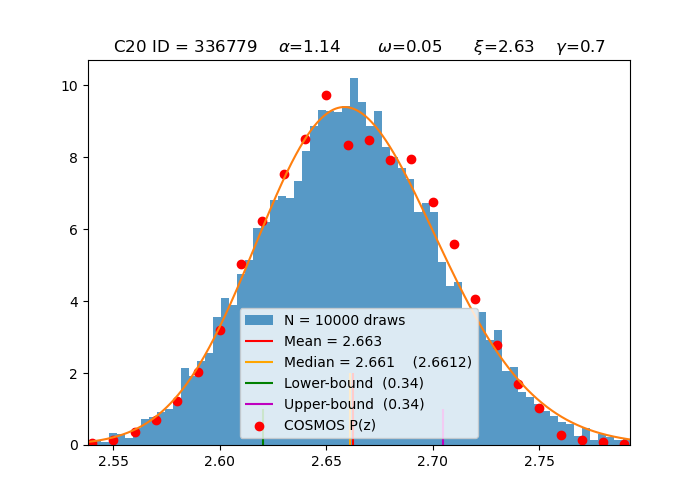 C20 ID = 336779 α=1.14 ω=0.05 ξ=2.63 γ=0.7
10
8
6
4
2
0
N = 10000 draws
Mean = 2.663
Median = 2.661 (2.6612)
Lower-bound (0.34)
Upper-bound (0.34)
COSMOS P(z)
2.55 2.60 2.65 2.70 2.75